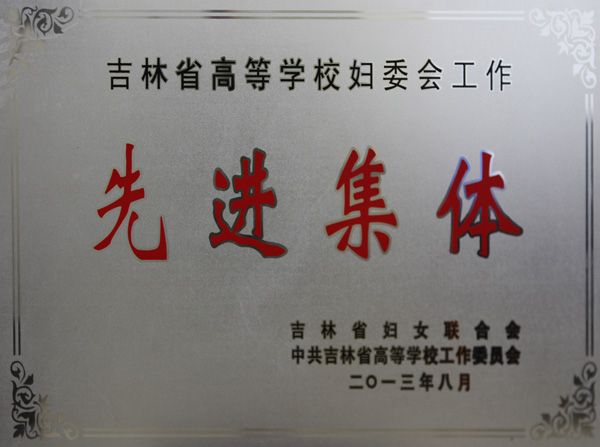 吉林省高等学校妇委会工作
先进集体
吉林省妇女联合会
中共吉林省高等学校工作委员会
二〇一三年八月